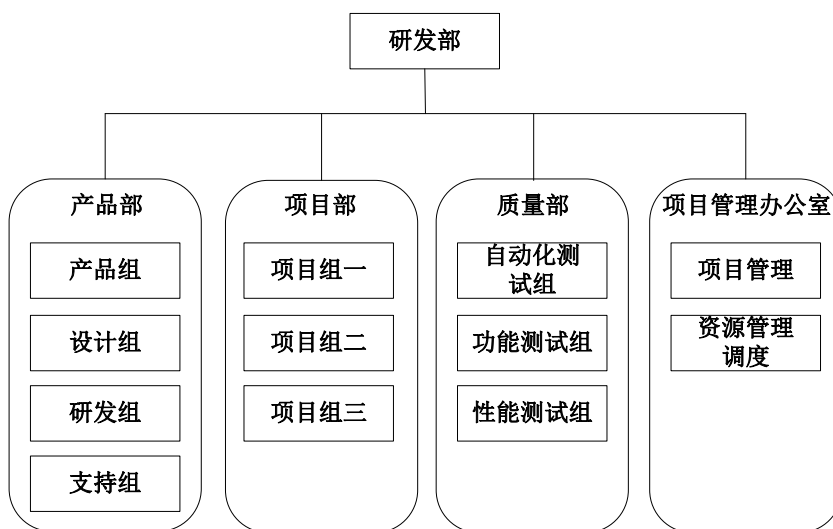 研发部
产品部
产品组
设计组
研发组
支持组
项目部
项目组一
项目组二
项目组三
质量部
自动化测
试组
功能测试组
性能测试组
项目管理办公室
项目管理
资源管理
调度